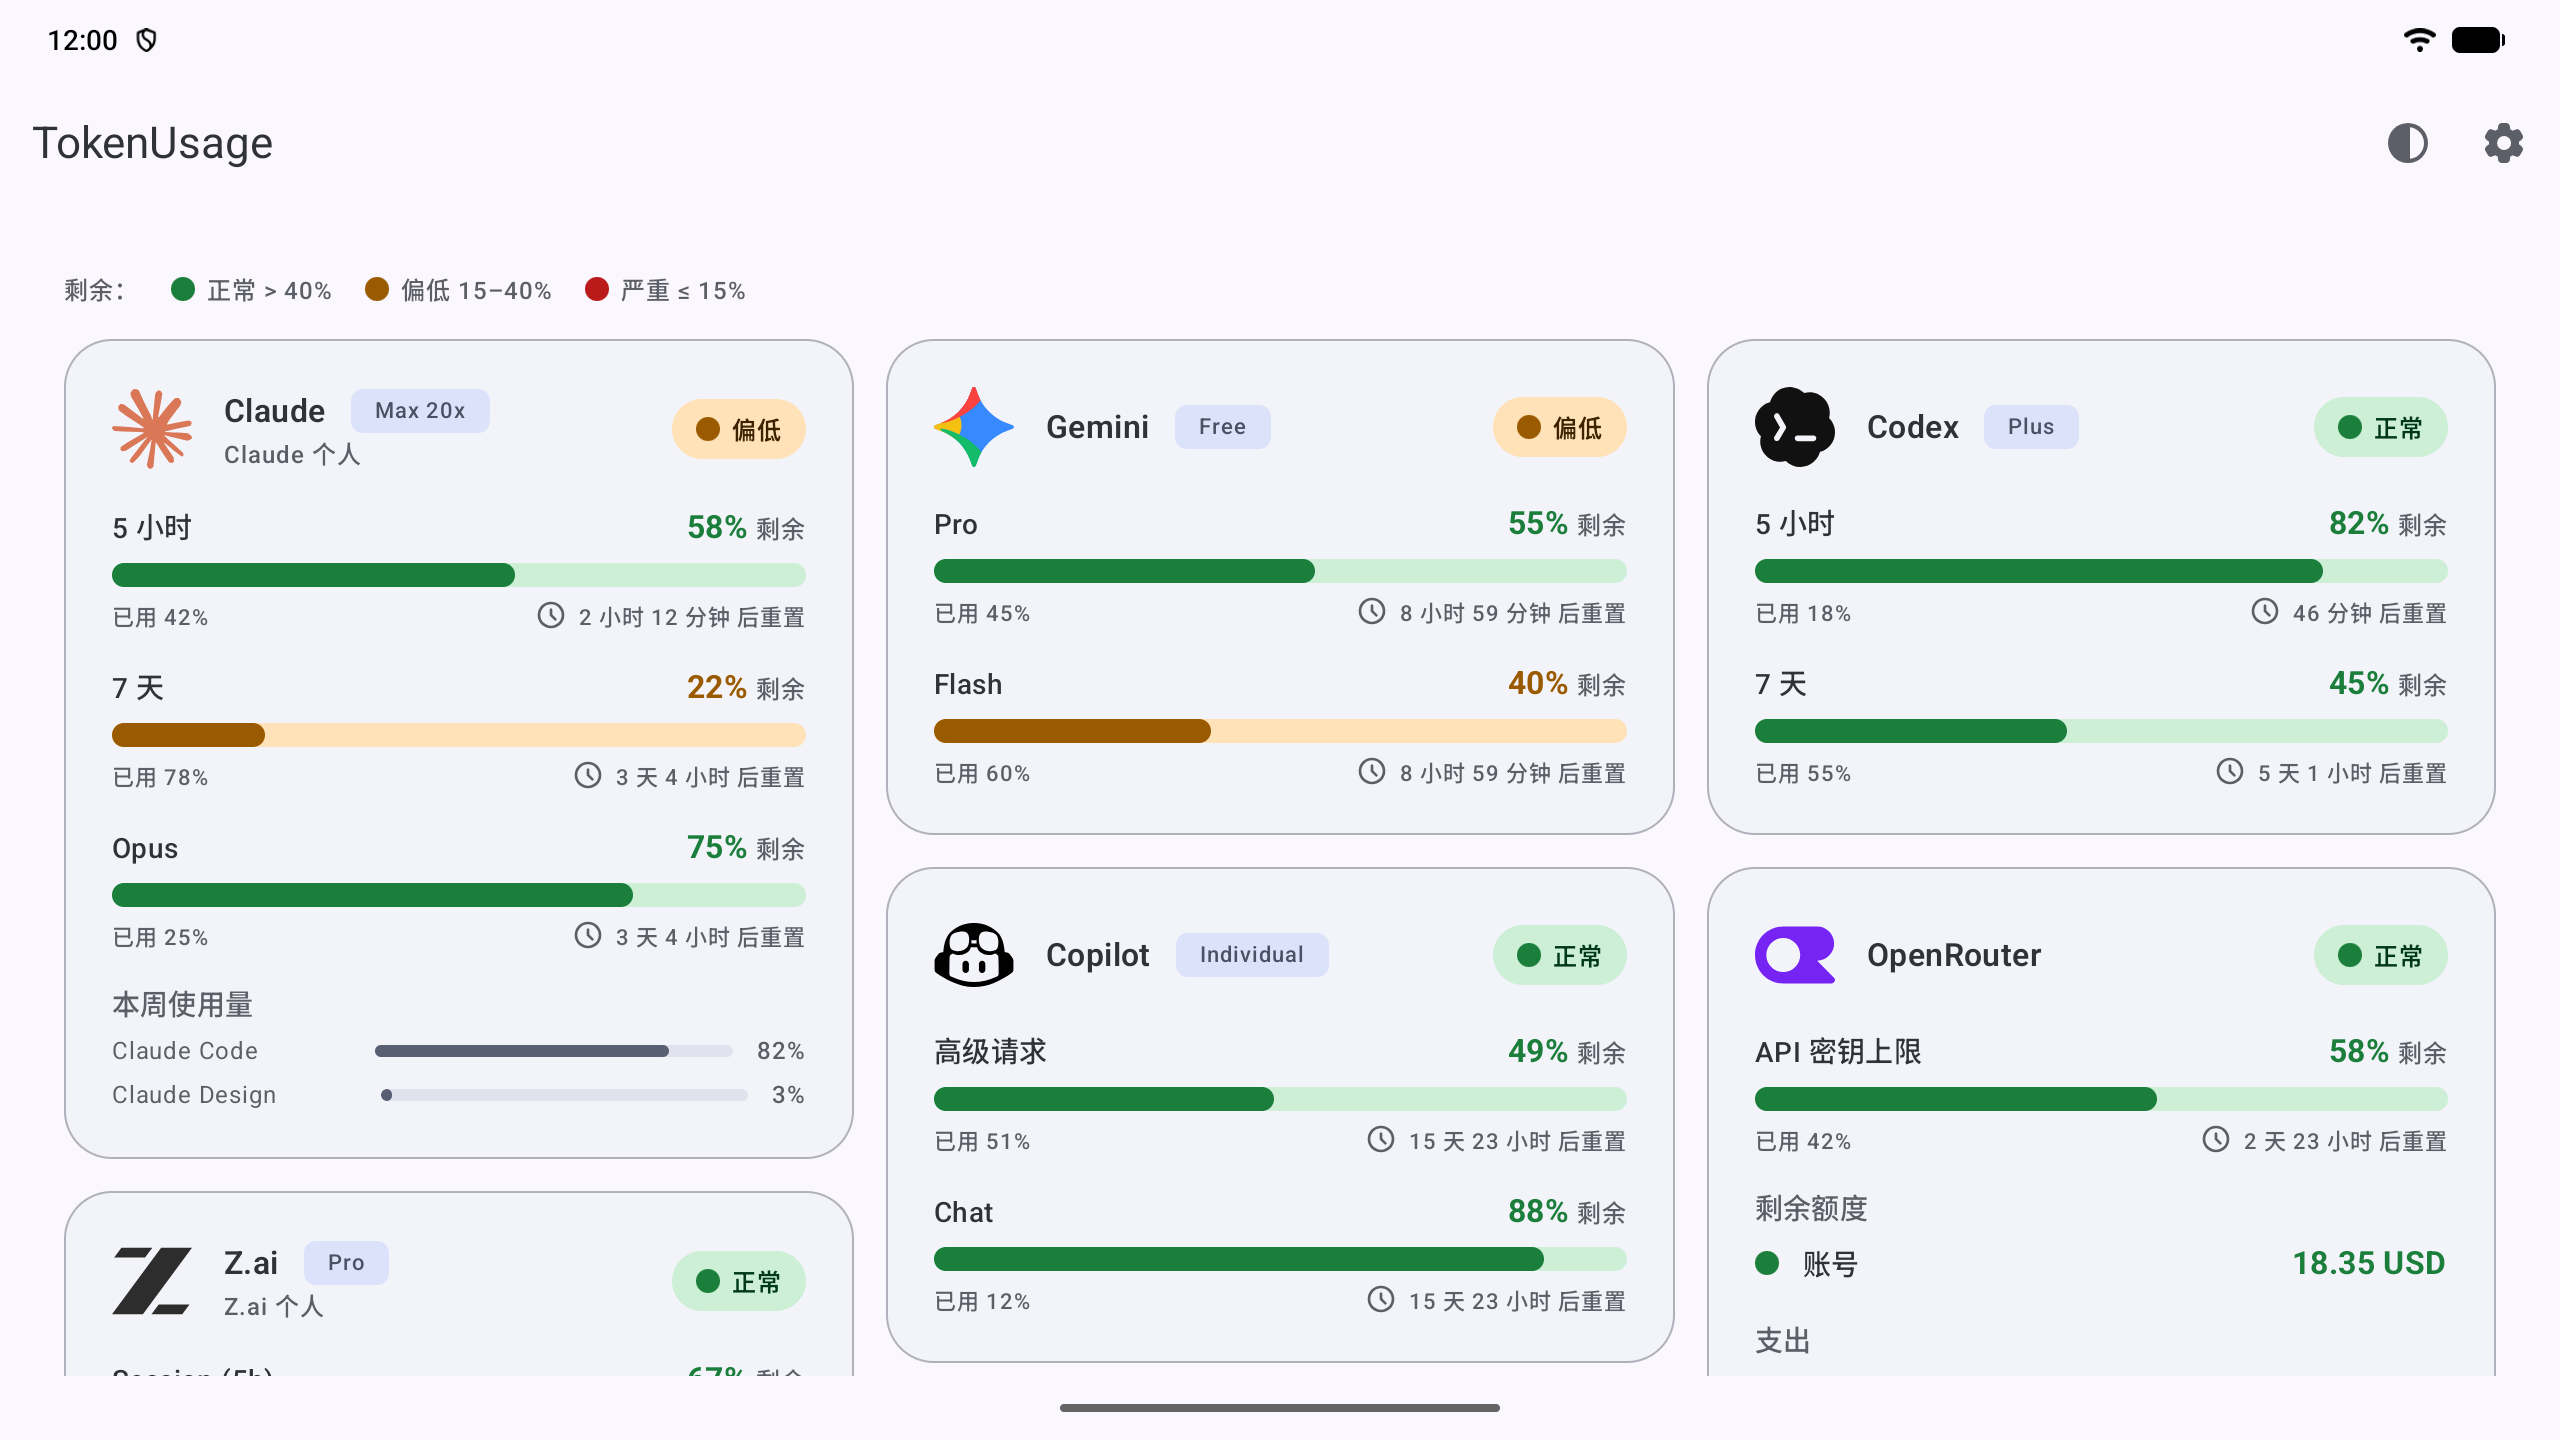 12:00
TokenUsage
剩余：
正常 > 40%
偏低 15–40%
严重 ≤ 15%
Claude
Max 20x
Claude 个人
偏低
5 小时
58% 剩余
已用 42%
2 小时 12 分钟 后重置
7 天
22% 剩余
已用 78%
3 天 4 小时 后重置
Opus
75% 剩余
已用 25%
3 天 4 小时 后重置
本周使用量
Claude Code
82%
Claude Design
3%
Z.ai
Pro
Z.ai 个人
正常
Session (5h)
67% 剩余
Gemini
Free
偏低
Pro
55% 剩余
已用 45%
8 小时 59 分钟 后重置
Flash
40% 剩余
已用 60%
8 小时 59 分钟 后重置
Copilot
Individual
正常
高级请求
49% 剩余
已用 51%
15 天 23 小时 后重置
Chat
88% 剩余
已用 12%
15 天 23 小时 后重置
Codex
Plus
正常
5 小时
82% 剩余
已用 18%
46 分钟 后重置
7 天
45% 剩余
已用 55%
5 天 1 小时 后重置
OpenRouter
正常
API 密钥上限
58% 剩余
已用 42%
2 天 23 小时 后重置
剩余额度
账号
18.35 USD
支出